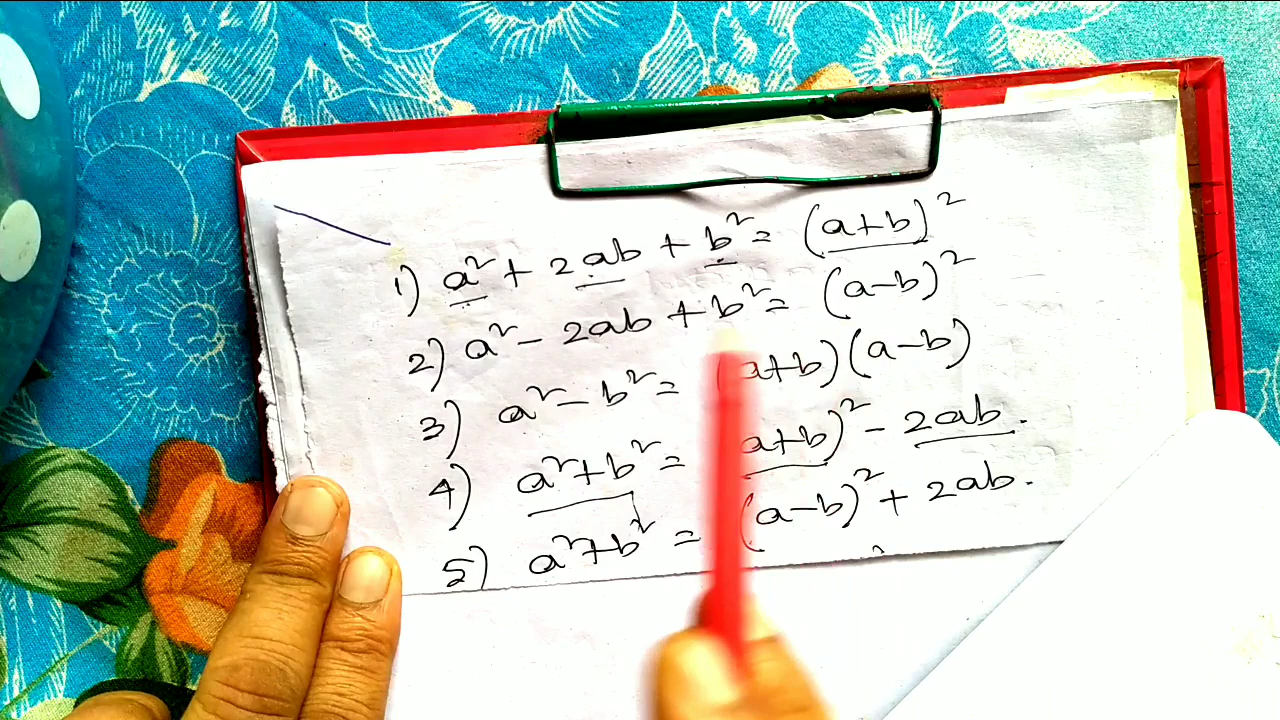 1) a² + 2ab + b² = (a+b)²
2) a² - 2ab + b² = (a-b)²
3) a² - b² = (a+b)(a-b)
4) a²+b² = (a+b)² - 2ab.
5) a²+b² = (a-b)² + 2ab.